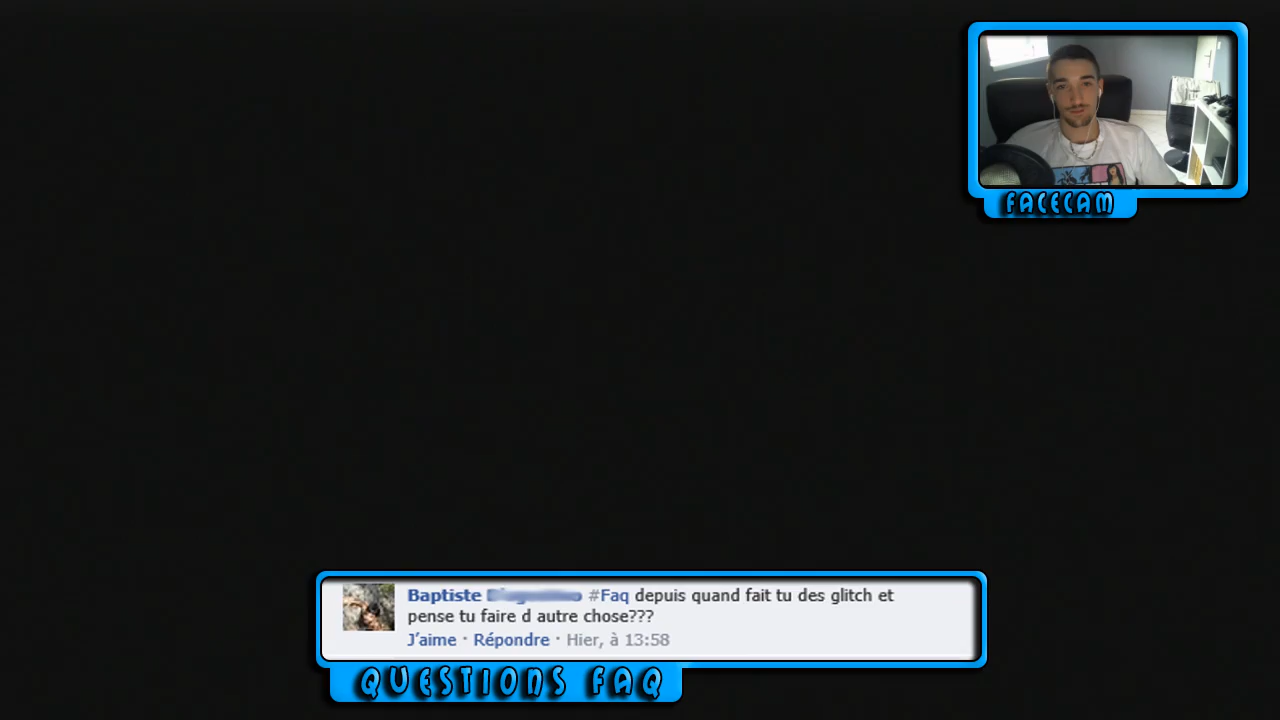 FACECAM
Baptiste #Faq depuis quand fait tu des glitch et
pense tu faire d autre chose???
J'aime · Répondre · Hier, à 13:58
QUESTIONS FAQ